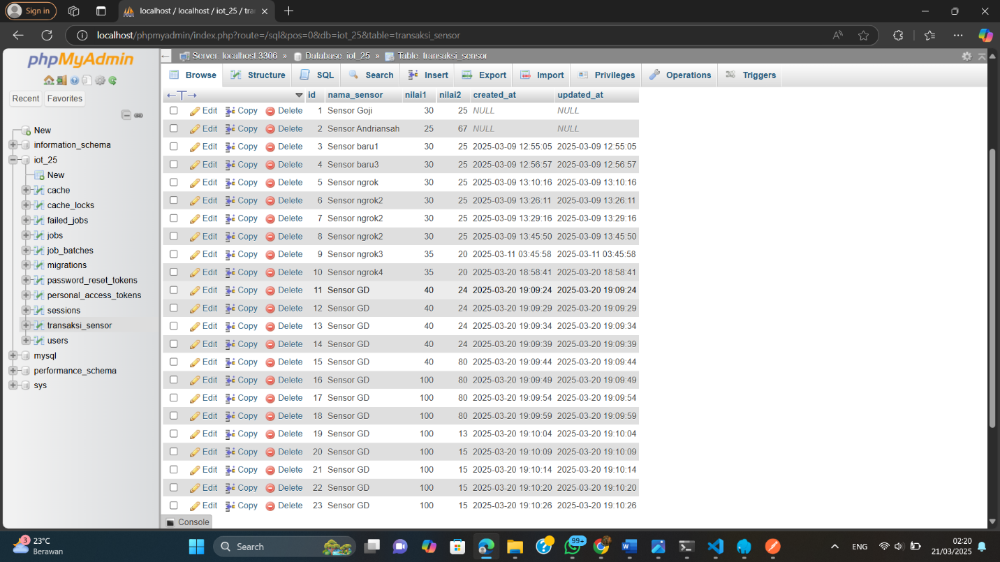 Sign in
localhost / localhost / iot_25 / tra
localhost/phpmyadmin/index.php?route=/sql&pos=0&db=iot_25&table=transaksi_sensor
phpMyAdmin
Recent Favorites
New
information_schema
iot_25
New
cache
cache_locks
failed_jobs
jobs
job_batches
migrations
password_reset_tokens
personal_access_tokens
sessions
transaksi_sensor
users
mysql
performance_schema
sys
Server: localhost:3306 » Database: iot_25 » Table: transaksi_sensor
Browse Structure SQL Search Insert Export Import Privileges Operations Triggers
id nama_sensor nilai1 nilai2 created_at updated_at
Edit Copy Delete 1 Sensor Goji 30 25 NULL NULL
Edit Copy Delete 2 Sensor Andriansah 25 67 NULL NULL
Edit Copy Delete 3 Sensor baru1 30 25 2025-03-09 12:55:05 2025-03-09 12:55:05
Edit Copy Delete 4 Sensor baru3 30 25 2025-03-09 12:56:57 2025-03-09 12:56:57
Edit Copy Delete 5 Sensor ngrok 30 25 2025-03-09 13:10:16 2025-03-09 13:10:16
Edit Copy Delete 6 Sensor ngrok2 30 25 2025-03-09 13:26:11 2025-03-09 13:26:11
Edit Copy Delete 7 Sensor ngrok2 30 25 2025-03-09 13:29:16 2025-03-09 13:29:16
Edit Copy Delete 8 Sensor ngrok2 30 25 2025-03-09 13:45:50 2025-03-09 13:45:50
Edit Copy Delete 9 Sensor ngrok3 35 20 2025-03-11 03:45:58 2025-03-11 03:45:58
Edit Copy Delete 10 Sensor ngrok4 35 20 2025-03-20 18:58:41 2025-03-20 18:58:41
Edit Copy Delete 11 Sensor GD 40 24 2025-03-20 19:09:24 2025-03-20 19:09:24
Edit Copy Delete 12 Sensor GD 40 24 2025-03-20 19:09:29 2025-03-20 19:09:29
Edit Copy Delete 13 Sensor GD 40 24 2025-03-20 19:09:34 2025-03-20 19:09:34
Edit Copy Delete 14 Sensor GD 40 24 2025-03-20 19:09:39 2025-03-20 19:09:39
Edit Copy Delete 15 Sensor GD 40 80 2025-03-20 19:09:44 2025-03-20 19:09:44
Edit Copy Delete 16 Sensor GD 100 80 2025-03-20 19:09:49 2025-03-20 19:09:49
Edit Copy Delete 17 Sensor GD 100 80 2025-03-20 19:09:54 2025-03-20 19:09:54
Edit Copy Delete 18 Sensor GD 100 80 2025-03-20 19:09:59 2025-03-20 19:09:59
Edit Copy Delete 19 Sensor GD 100 13 2025-03-20 19:10:04 2025-03-20 19:10:04
Edit Copy Delete 20 Sensor GD 100 15 2025-03-20 19:10:09 2025-03-20 19:10:09
Edit Copy Delete 21 Sensor GD 100 15 2025-03-20 19:10:14 2025-03-20 19:10:14
Edit Copy Delete 22 Sensor GD 100 15 2025-03-20 19:10:20 2025-03-20 19:10:20
Edit Copy Delete 23 Sensor GD 100 15 2025-03-20 19:10:26 2025-03-20 19:10:26
Console
3
23°C
Berawan
Search
99+
ENG
02:20
21/03/2025